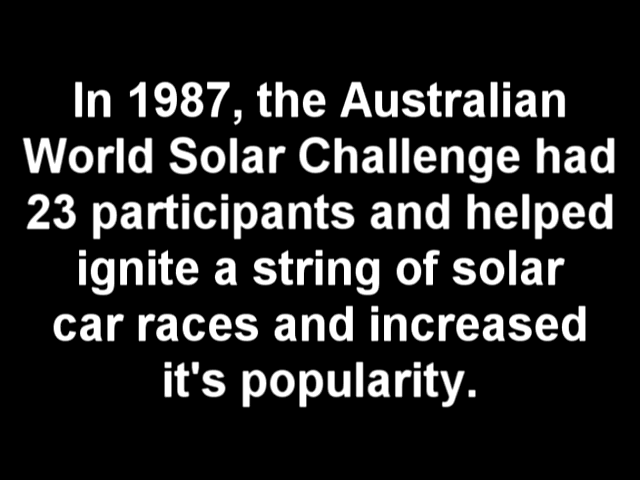 In 1987, the Australian
World Solar Challenge had
23 participants and helped
ignite a string of solar
car races and increased
it's popularity.